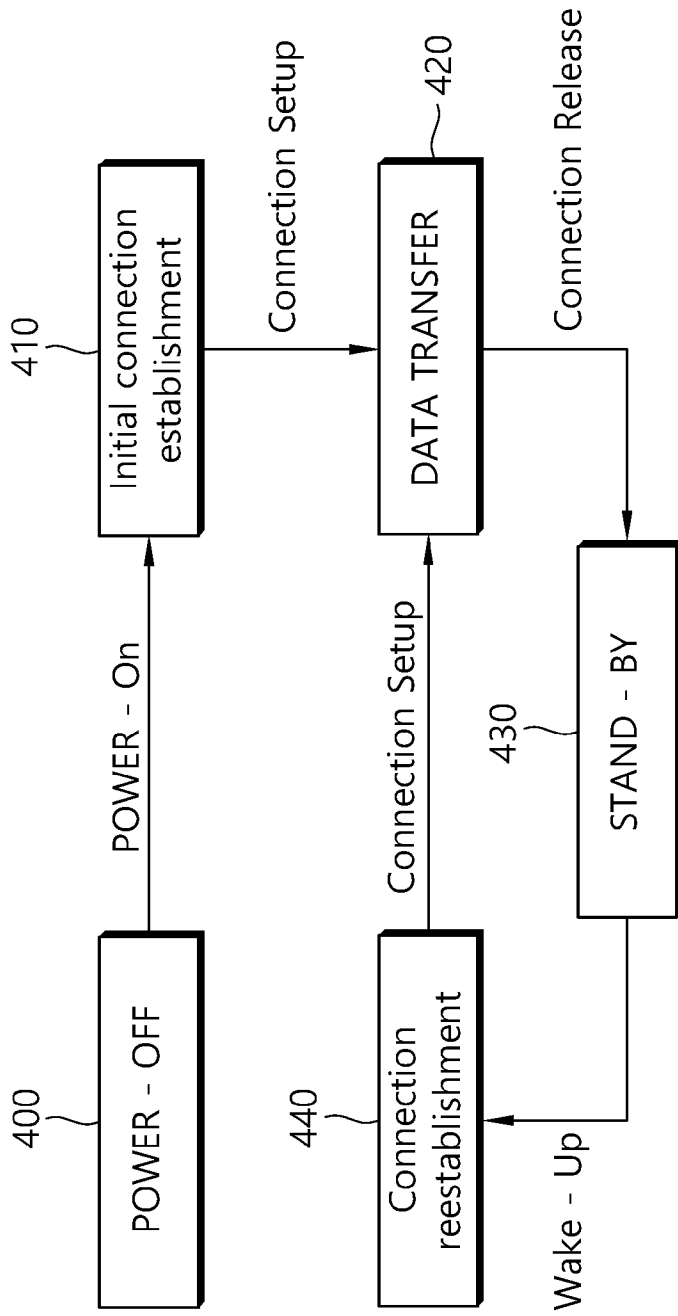 400
POWER - OFF
POWER - On
410
Initial connection
establishment
Connection Setup
440
Connection
reestablishment
Connection Setup
420
DATA TRANSFER
Wake - Up
430
STAND - BY
Connection Release